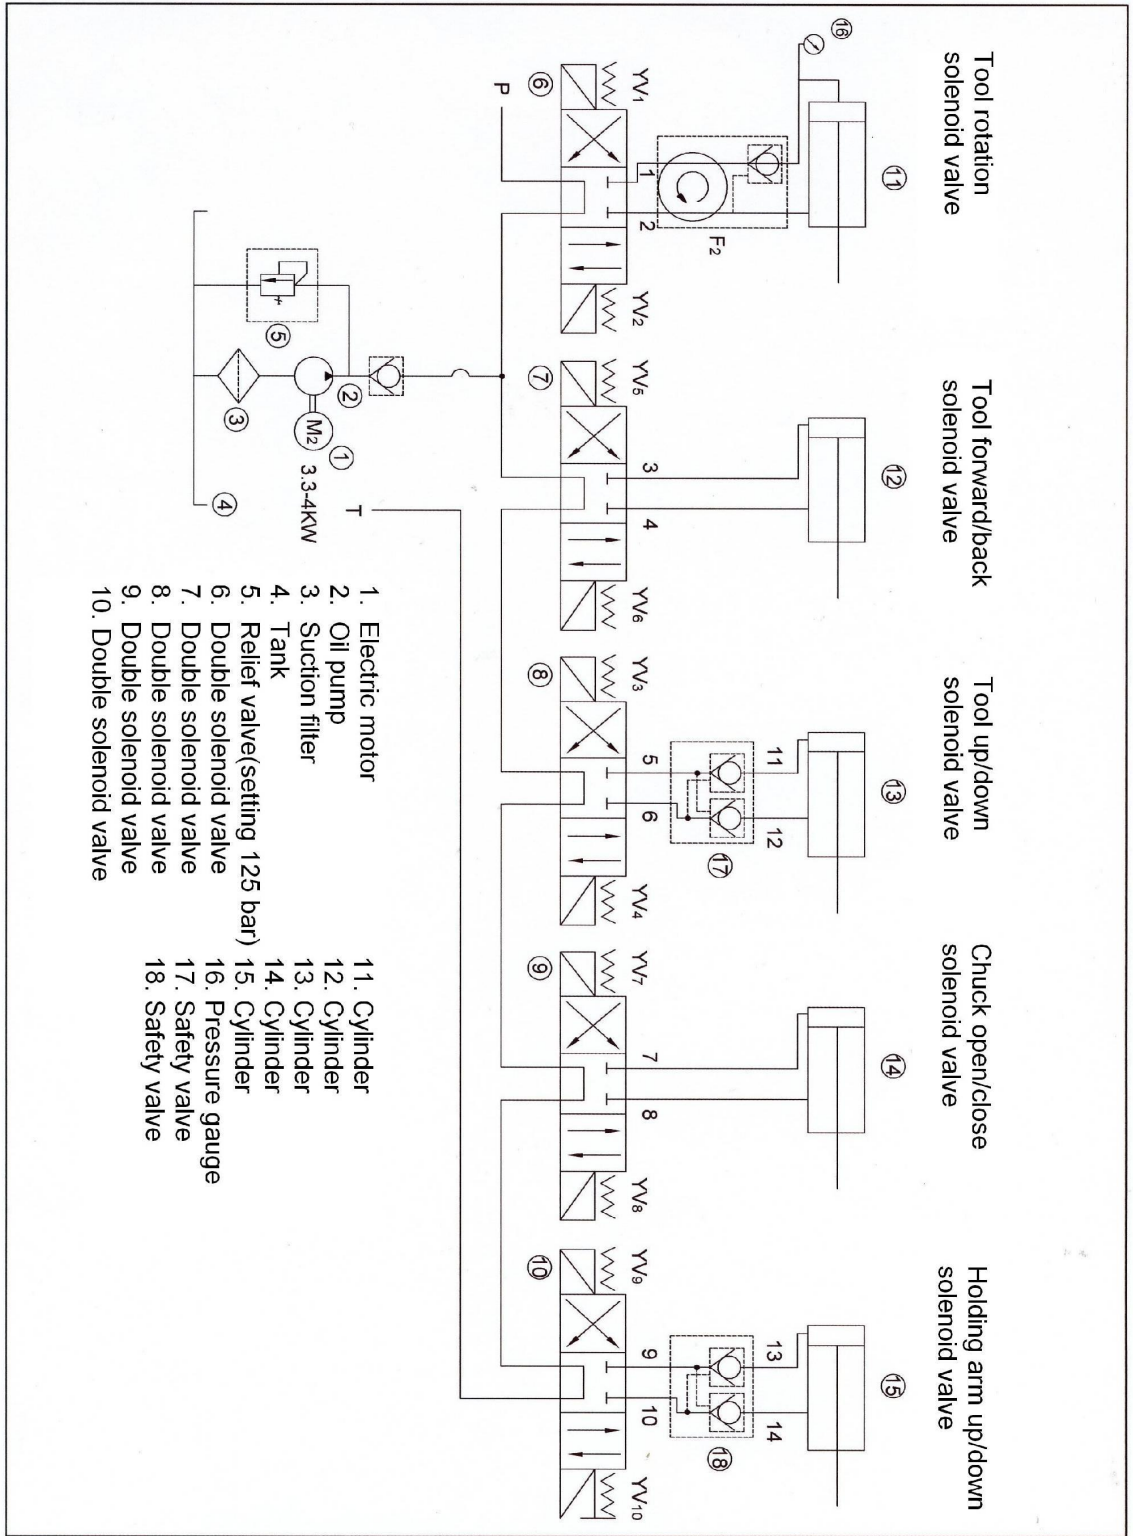 Tool rotation
solenoid valve
Tool forward/back
solenoid valve
Tool up/down
solenoid valve
Chuck open/close
solenoid valve
Holding arm up/down
solenoid valve
11
12
13
14
15
16
11
12
13
14
F2
17
18
1
2
3
4
5
6
7
8
9
10
YV1
YV2
YV5
YV6
YV3
YV4
YV7
YV8
YV9
YV10
6
7
8
9
10
P
T
5
3
2
M2
1
3.3-4KW
4
1. Electric motor
2. Oil pump
3. Suction filter
4. Tank
5. Relief valve(setting 125 bar)
6. Double solenoid valve
7. Double solenoid valve
8. Double solenoid valve
9. Double solenoid valve
10. Double solenoid valve
11. Cylinder
12. Cylinder
13. Cylinder
14. Cylinder
15. Cylinder
16. Pressure gauge
17. Safety valve
18. Safety valve